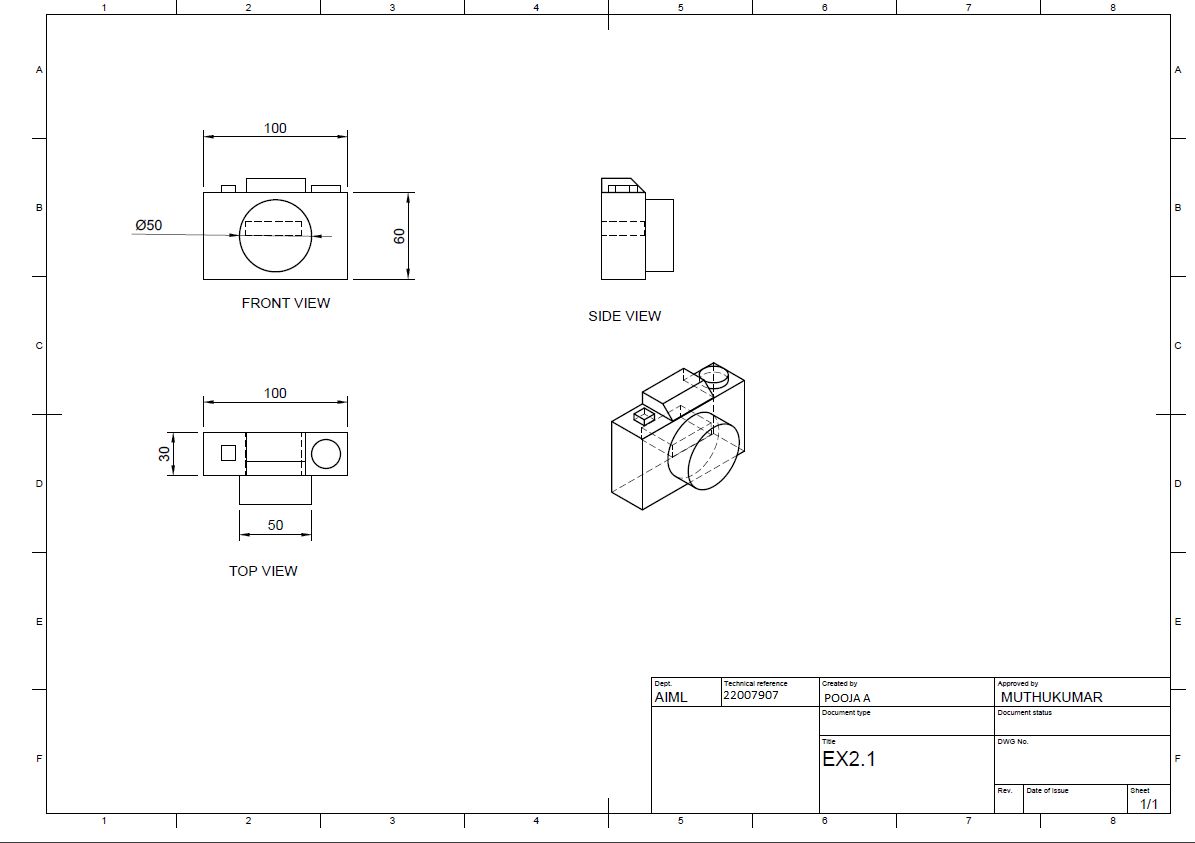 1 2 3 4 5 6 7 8
A A
100
B B
Ø50
60
FRONT VIEW
SIDE VIEW
C C
100
30
D D
50
TOP VIEW
E E
Dept. Technical reference Created by Approved by
AIML 22007907 POOJA A MUTHUKUMAR
Document type Document status
Title DWG No.
EX2.1
F F
Rev. Date of issue Sheet
1/1
1 2 3 4 5 6 7 8